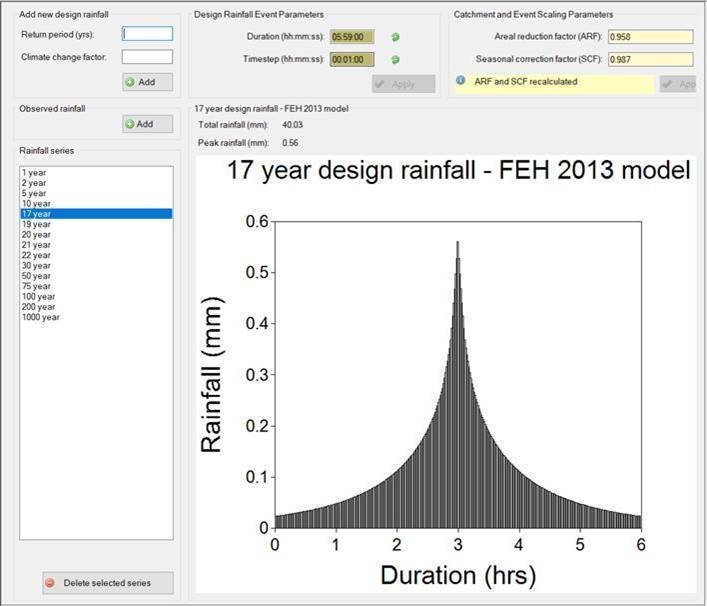 Add new design rainfall
Return period (yrs):
Climate change factor:
Add
Observed rainfall
Add
Rainfall series
1 year
2 year
5 year
10 year
17 year
19 year
20 year
21 year
22 year
30 year
50 year
75 year
100 year
200 year
1000 year
Delete selected series
Design Rainfall Event Parameters
Duration (hh:mm:ss): 05:59:00
Timestep (hh:mm:ss): 00:01:00
Apply
Catchment and Event Scaling Parameters
Areal reduction factor (ARF): 0.958
Seasonal correction factor (SCF): 0.987
ARF and SCF recalculated
App
17 year design rainfall - FEH 2013 model
Total rainfall (mm): 40.03
Peak rainfall (mm): 0.56
17 year design rainfall - FEH 2013 model
0.6
0.5
0.4
0.3
0.2
0.1
0
Rainfall (mm)
0 1 2 3 4 5 6
Duration (hrs)